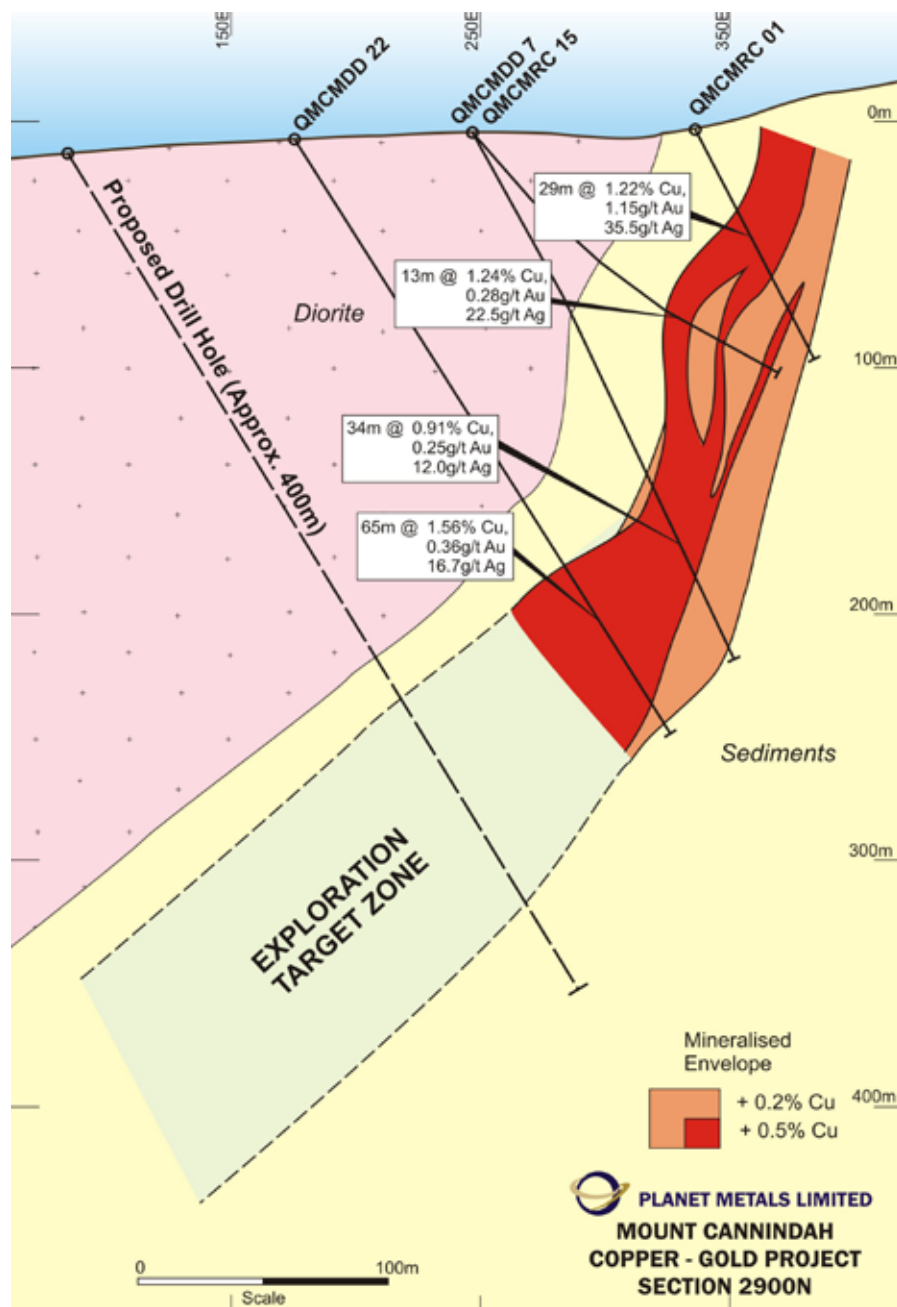 150E
250E
350E
QMCMDD 22
QMCMDD 7
QMCMRC 15
QMCMRC 01
0m
Proposed Drill Hole (Approx. 400m)
29m @ 1.22% Cu,
1.15g/t Au
35.5g/t Ag
13m @ 1.24% Cu,
0.28g/t Au
22.5g/t Ag
Diorite
100m
34m @ 0.91% Cu,
0.25g/t Au
12.0g/t Ag
65m @ 1.56% Cu,
0.36g/t Au
16.7g/t Ag
200m
Sediments
300m
EXPLORATION
TARGET ZONE
Mineralised
Envelope
+ 0.2% Cu
+ 0.5% Cu
400m
PLANET METALS LIMITED
MOUNT CANNINDAH
COPPER - GOLD PROJECT
SECTION 2900N
0
100m
Scale